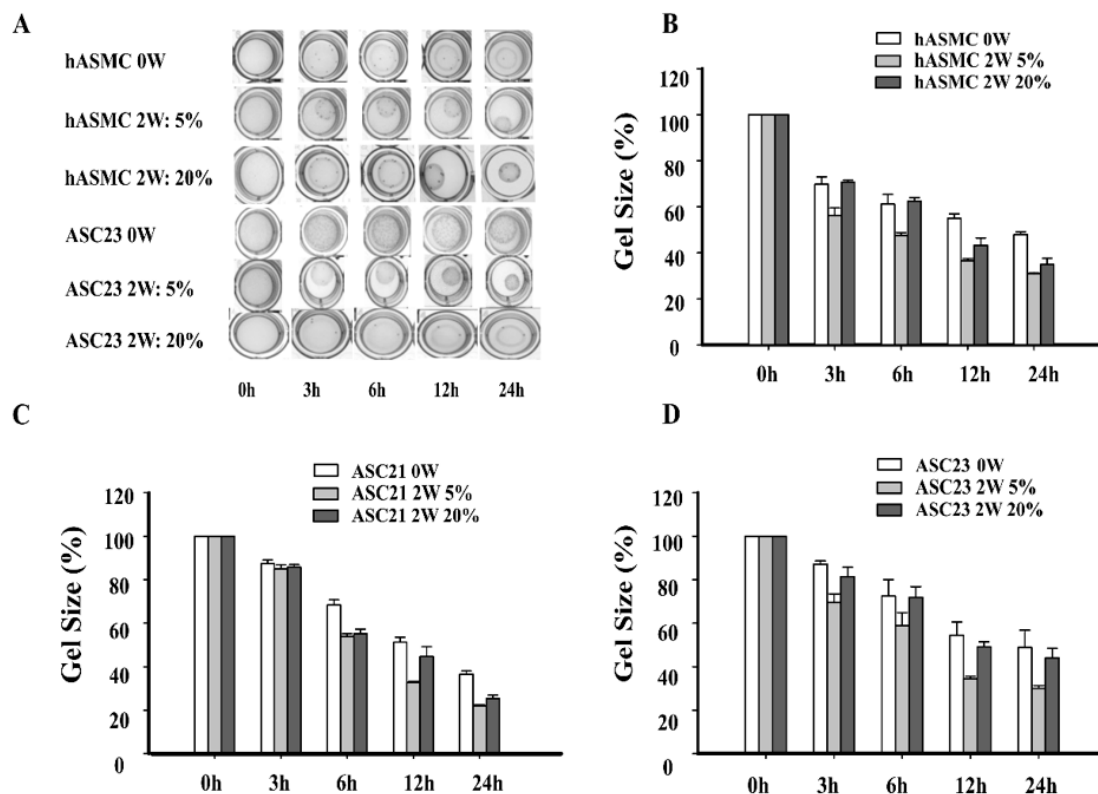 A
hASMC 0W
hASMC 2W: 5%
hASMC 2W: 20%
ASC23 0W
ASC23 2W: 5%
ASC23 2W: 20%
0h 3h 6h 12h 24h
B
hASMC 0W
hASMC 2W 5%
hASMC 2W 20%
Gel Size (%)
120
100
80
60
40
20
0
0h 3h 6h 12h 24h
C
ASC21 0W
ASC21 2W 5%
ASC21 2W 20%
Gel Size (%)
120
100
80
60
40
20
0
0h 3h 6h 12h 24h
D
ASC23 0W
ASC23 2W 5%
ASC23 2W 20%
Gel Size (%)
120
100
80
60
40
20
0
0h 3h 6h 12h 24h